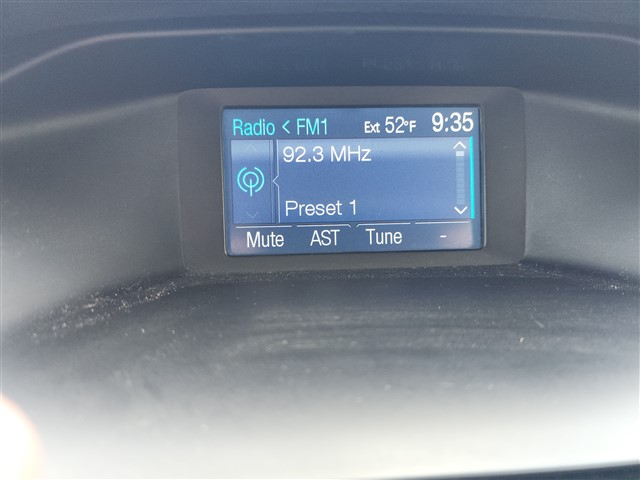 Radio < FM1 Ext 52°F 9:35
92.3 MHz
Preset 1
Mute AST Tune -